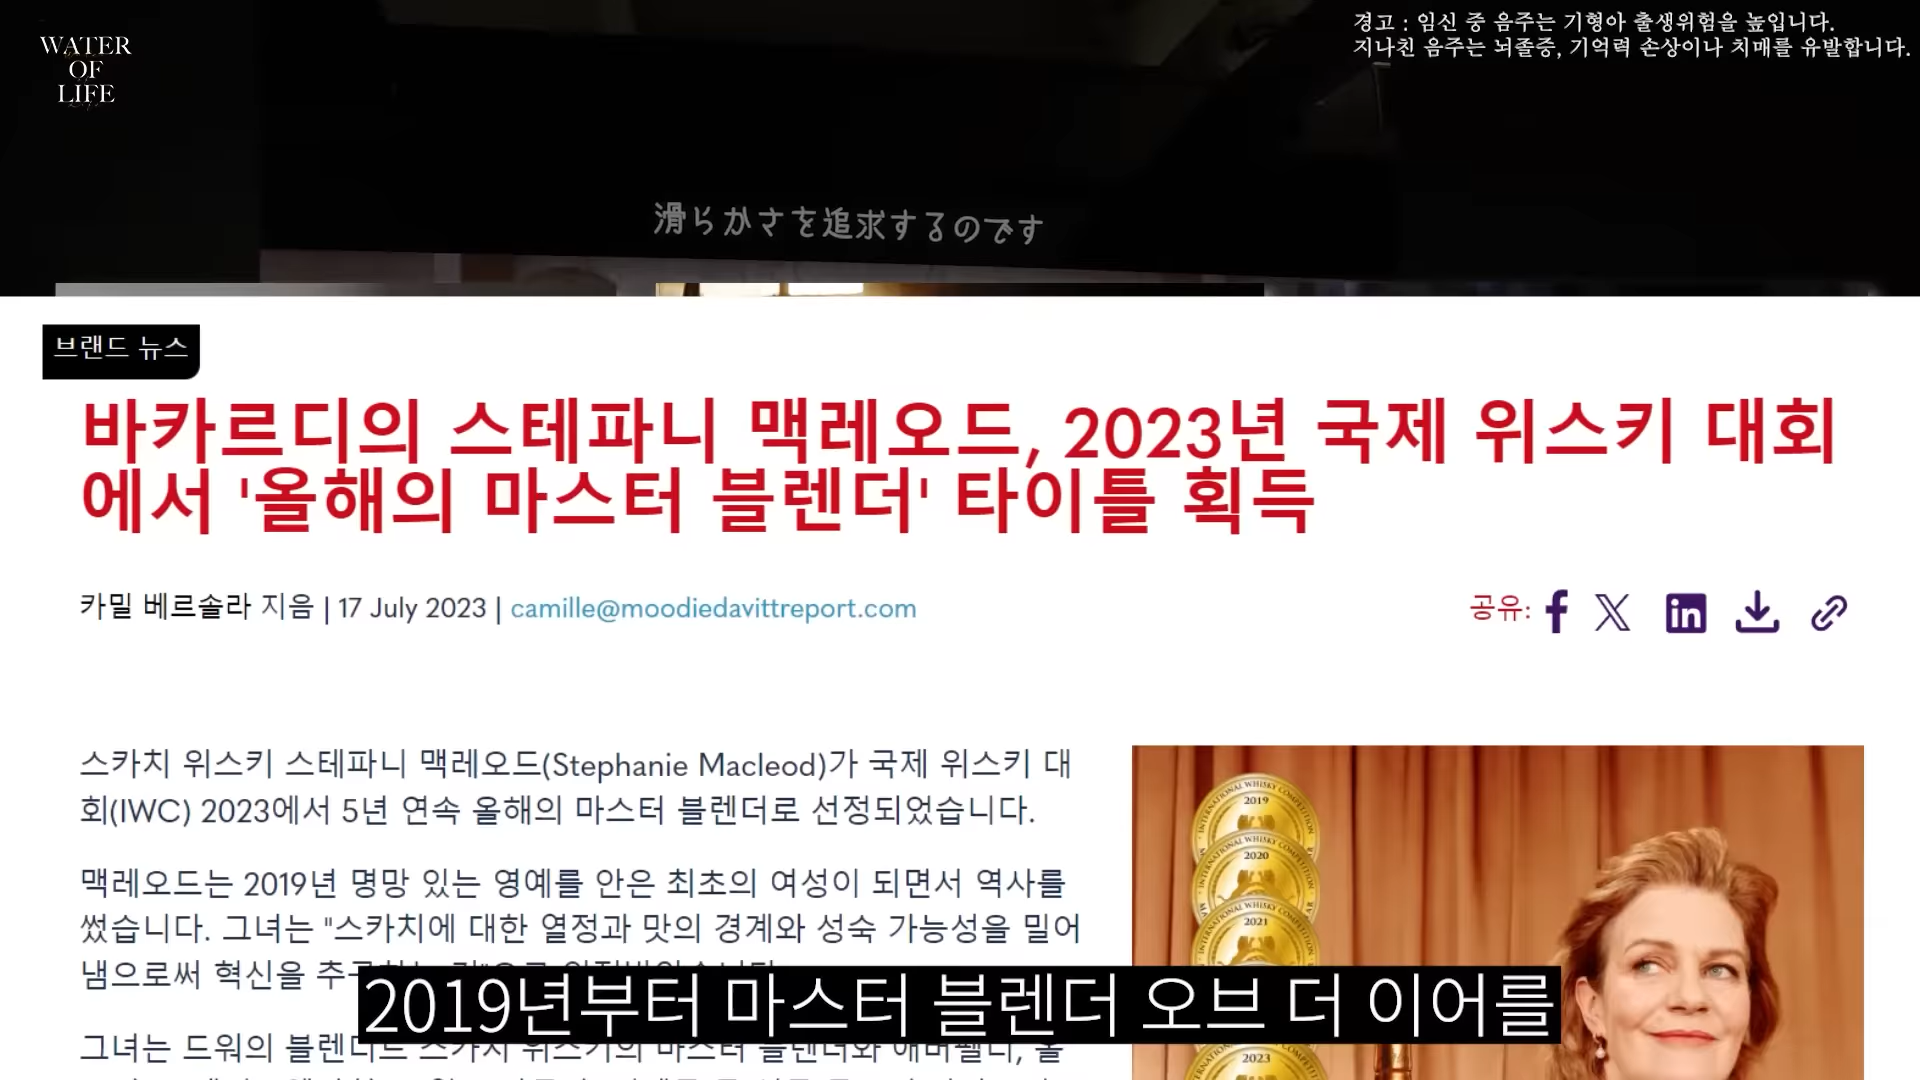 WATER
OF
LIFE
경고 : 임신 중 음주는 기형아 출생위험을 높입니다.
지나친 음주는 뇌졸중, 기억력 손상이나 치매를 유발합니다.
滑らかさを追求するのです
브랜드 뉴스
바카르디의 스테파니 맥레오드, 2023년 국제 위스키 대회
에서 '올해의 마스터 블렌더' 타이틀 획득
카밀 베르솔라 지음 | 17 July 2023 | camille@moodiedavittreport.com
공유:
스카치 위스키 스테파니 맥레오드(Stephanie Macleod)가 국제 위스키 대
회(IWC) 2023에서 5년 연속 올해의 마스터 블렌더로 선정되었습니다.
맥레오드는 2019년 명망 있는 영예를 안은 최초의 여성이 되면서 역사를
썼습니다. 그녀는 "스카치에 대한 열정과 맛의 경계와 성숙 가능성을 밀어
냄으로써 혁신을
2019년부터 마스터 블렌더 오브 더 이어를
그녀는 드워의
INTERNATIONAL WHISKY COMPETITION
2019
INTERNATIONAL WHISKY COMPETITION
2020
INTERNATIONAL WHISKY COMPETITION
2021
2023